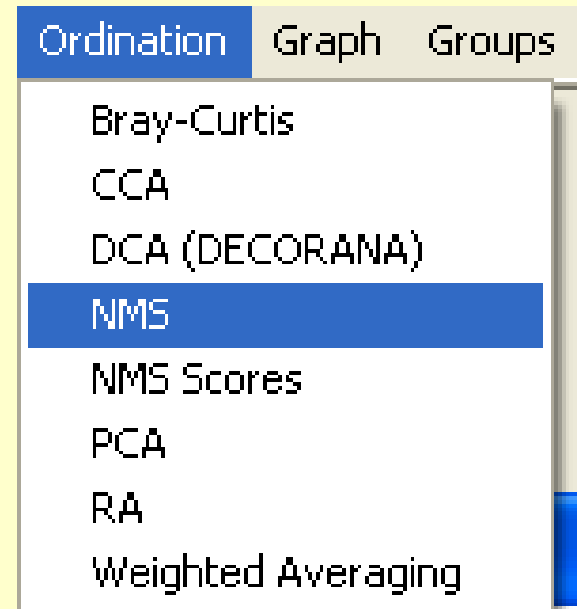 Ordination Graph Groups
Bray-Curtis
CCA
DCA (DECORANA)
NMS
NMS Scores
PCA
RA
Weighted Averaging